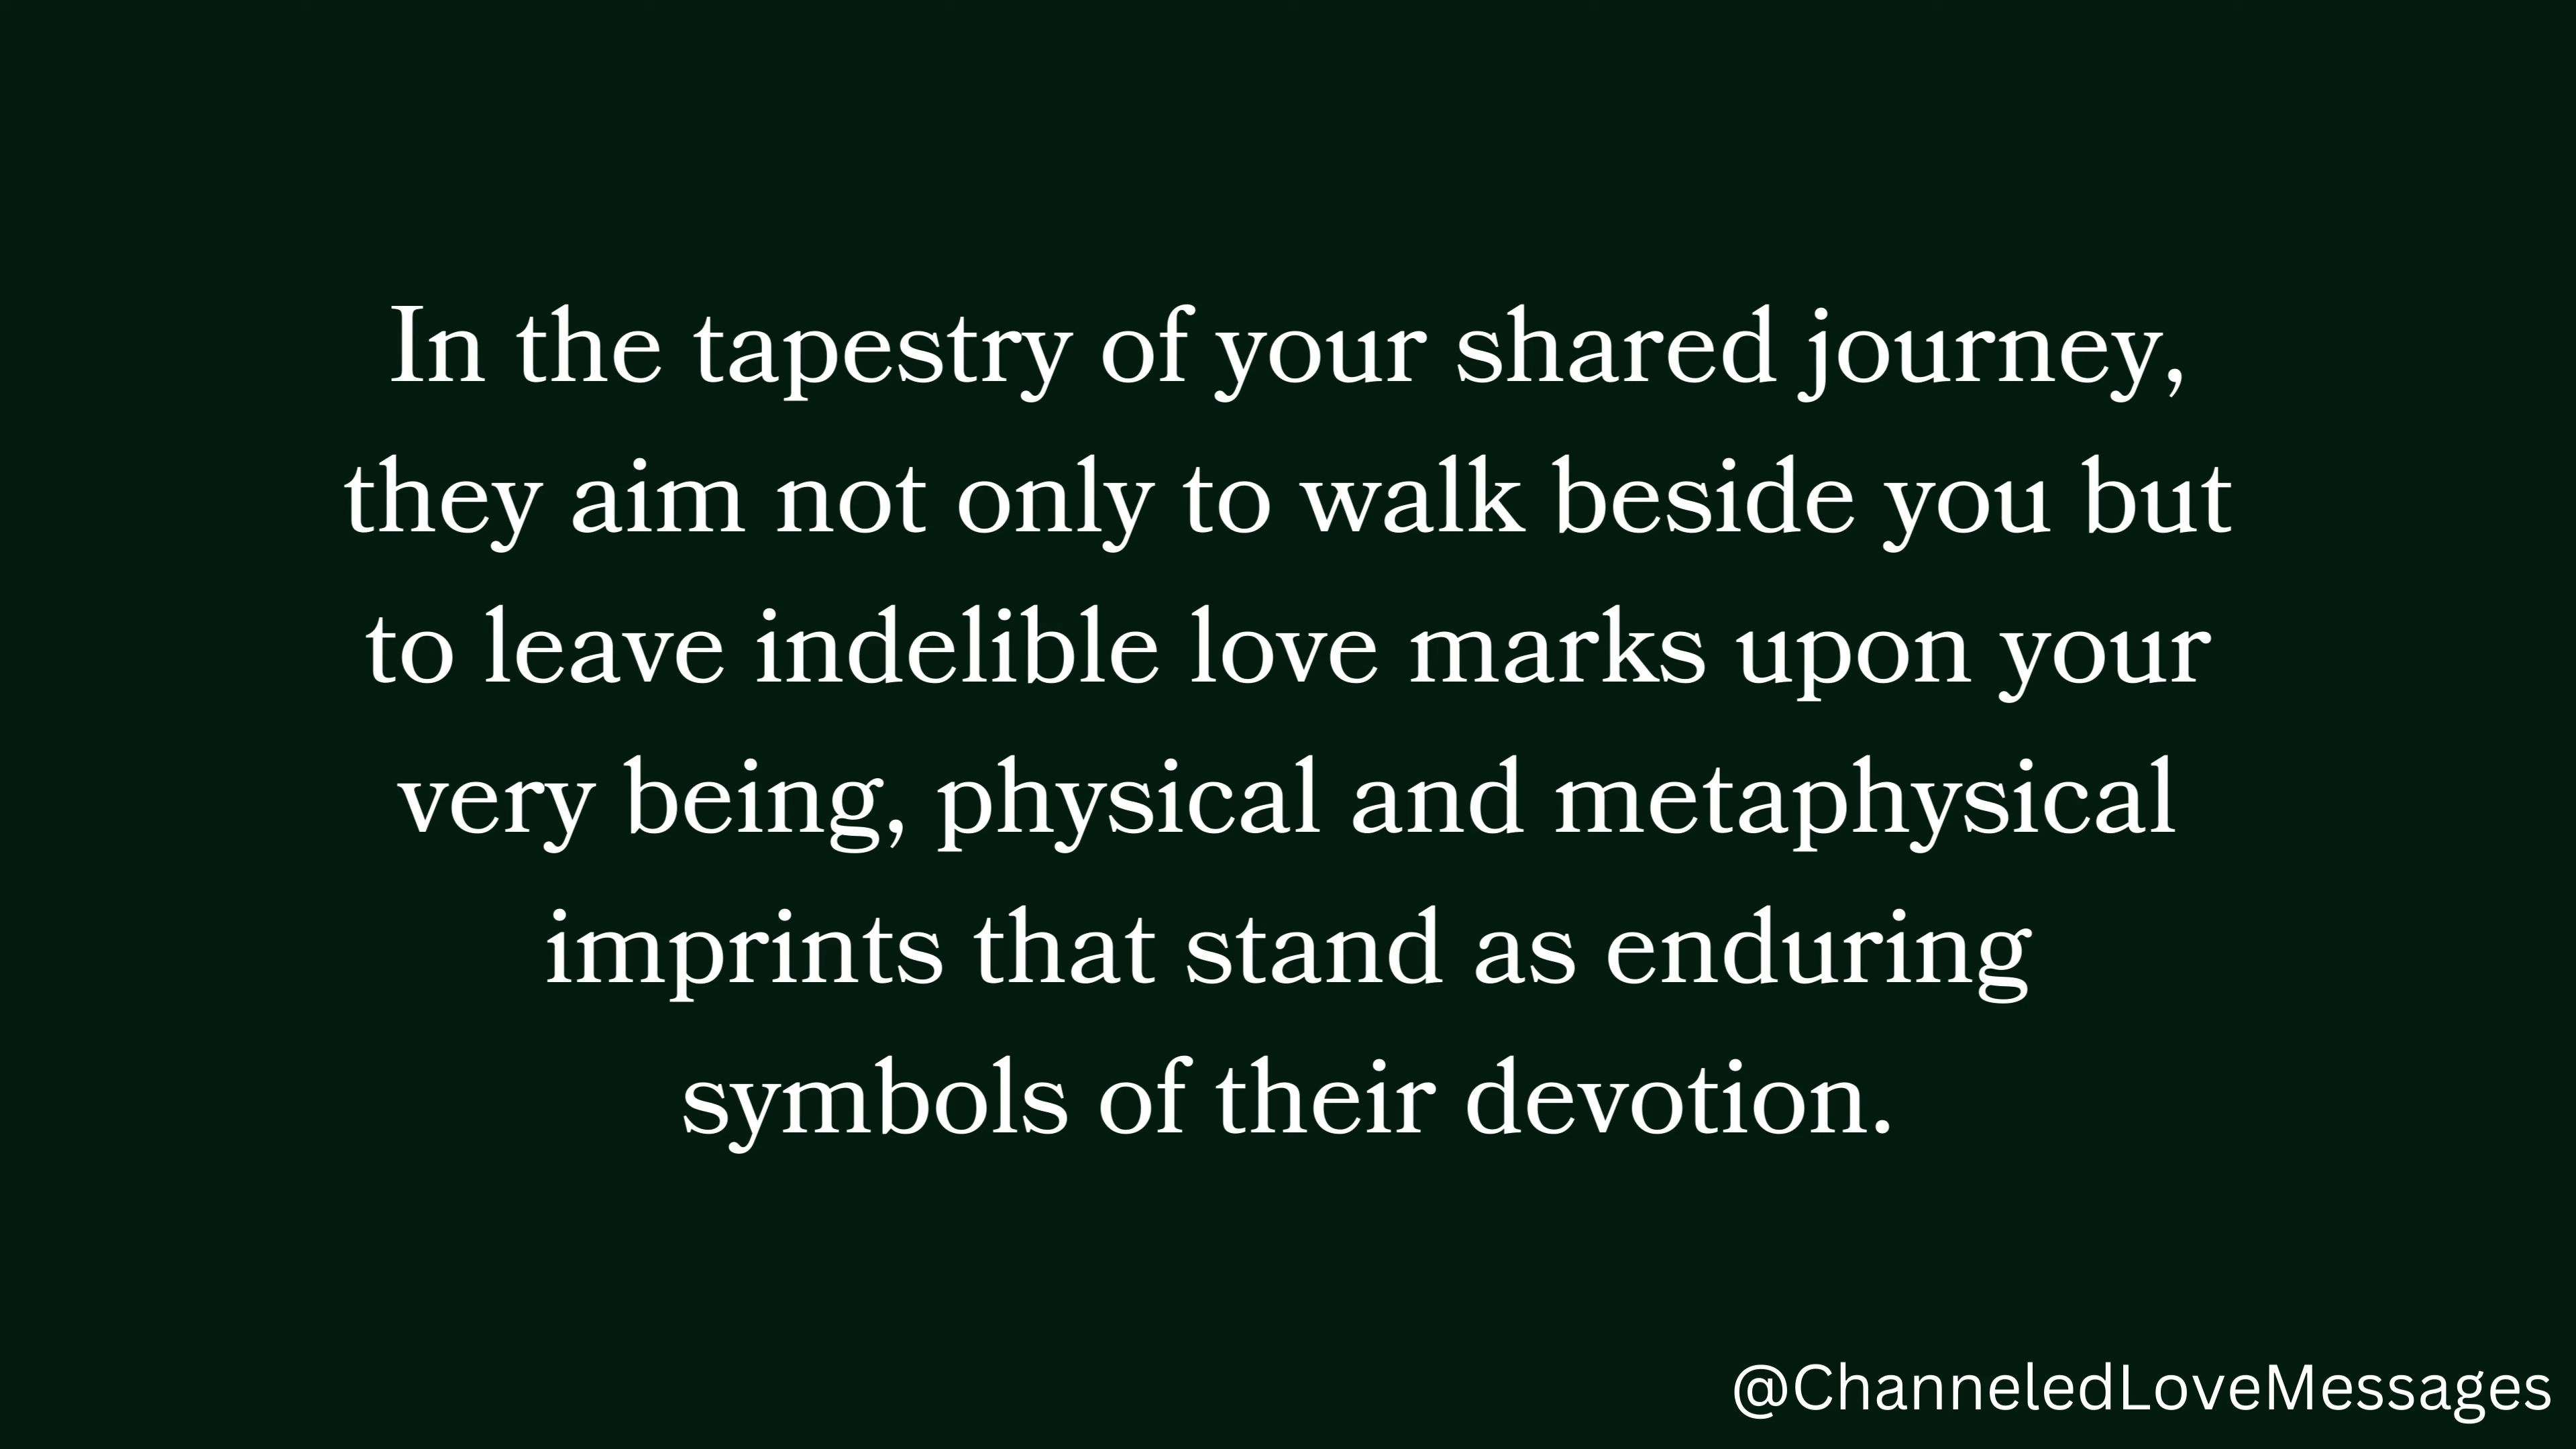 In the tapestry of your shared journey,
they aim not only to walk beside you but
to leave indelible love marks upon your
very being, physical and metaphysical
imprints that stand as enduring
symbols of their devotion.
@ChanneledLoveMessages